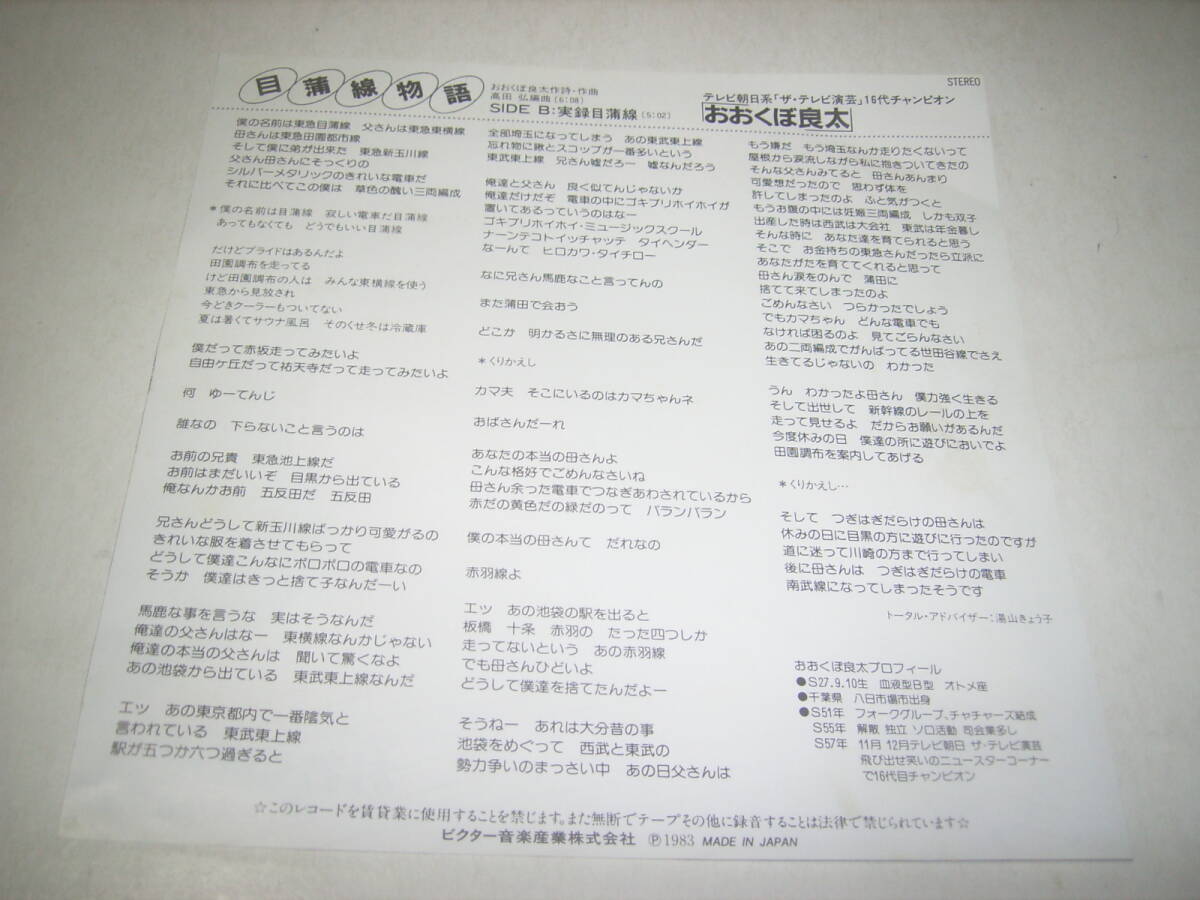 目蒲線物語
おおくぼ良太作詩・作曲
高田 弘編曲(6:08)
SIDE B:実録目蒲線(5:02)
STEREO
テレビ朝日系「ザ・テレビ演芸」16代チャンピオン
おおくぼ良太
僕の名前は東急目蒲線 父さんは東急東横線
母さんは東急田園都市線
そして僕に弟が出来た 東急新玉川線
父さん母さんにそっくりの
シルバーメタリックのきれいな電車だ
それに比べてこの僕は 草色の醜い三両編成
*僕の名前は目蒲線 寂しい電車だ目蒲線
あってもなくても どうでもいい目蒲線
だけどプライドはあるんだよ
田園調布を走ってる
けど田園調布の人は みんな東横線を使う
東急から見放され
今どきクーラーもついてない
夏は暑くてサウナ風呂 そのくせ冬は冷蔵庫
僕だって赤坂走ってみたいよ
自由ヶ丘だって祐天寺だって走ってみたいよ
何 ゆーてんじ
誰なの 下らないこと言うのは
お前の兄貴 東急池上線だ
お前はまだいいぞ 目黒から出ている
俺なんかお前 五反田だ 五反田
兄さんどうして新玉川線ばっかり可愛がるの
きれいな服を着させてもらって
どうして僕達こんなにボロボロの電車なの
そうか 僕達はきっと捨て子なんだーい
馬鹿な事を言うな 実はそうなんだ
俺達の父さんはなー 東横線なんかじゃない
俺達の本当の父さんは 聞いて驚くなよ
あの池袋から出ている 東武東上線なんだ
エッ あの東京都内で一番陰気と
言われている 東武東上線
駅が五つか六つ過ぎると
全部埼玉になってしまう あの東武東上線
忘れ物に鍬とスコップが一番多いという
東武東上線 兄さん嘘だろー 嘘なんだろう
俺達と父さん 良く似てんじゃないか
俺達だけだぞ 電車の中にゴキブリホイホイが
置いてあるっていうのはなー
ゴキブリホイホイ・ミュージックスクール
ナーンテコトイッチャッテ タイヘンダー
なーんて ヒロカワ・タイチロー
なに兄さん馬鹿なこと言ってんの
また蒲田で会おう
どこか 明かるさに無理のある兄さんだ
*くりかえし
カマ夫 そこにいるのはカマちゃんネ
おばさんだーれ
あなたの本当の母さんよ
こんな格好でごめんなさいね
母さん余った電車でつなぎあわされているから
赤だの黄色だの緑だのって バランバラン
僕の本当の母さんて だれなの
赤羽線よ
エッ あの池袋の駅を出ると
板橋 十条 赤羽の たった四つしか
走ってないという あの赤羽線
でも母さんひどいよ
どうして僕達を捨てたんだよー
そうねー あれは大分昔の事
池袋をめぐって 西武と東武の
勢力争いのまっさい中 あの日父さんは
もう嫌だ もう埼玉なんか走りたくないって
屋根から涙流しながら私に抱きついてきたの
そんな父さんみてると 母さんあんまり
可愛想だったので 思わず体を
許してしまったのよ ふと気がつくと
もうお腹の中には妊娠三両編成 しかも双子
出産した時は西武は大会社 東武は年金暮し
そんな時に あなた達を育てられると思う
そこで お金持ちの東急さんだったら立派に
あなたがたを育ててくれると思って
母さん涙をのんで 蒲田に
捨てて来てしまったのよ
ごめんなさい つらかったでしょう
でもカマちゃん どんな電車でも
なければ困るのよ 見てごらんなさい
あの二両編成でがんばってる世田谷線でさえ
生きてるじゃないの わかった
うん わかったよ母さん 僕力強く生きる
そして出世して 新幹線のレールの上を
走って見せるよ だからお願いがあるんだ
今度休みの日 僕達の所に遊びにおいでよ
田園調布を案内してあげる
*くりかえし…
そして つぎはぎだらけの母さんは
休みの日に目黒の方に遊びに行ったのですが
道に迷って川崎の方まで行ってしまい
後に母さんは つぎはぎだらけの電車
南武線になってしまったそうです
トータル・アドバイザー:湯山きょう子
おおくぼ良太プロフィール
●S27.9.10生 血液型B型 オトメ座
●千葉県 八日市場市出身
●S51年 フォークグループ、チャチャーズ結成
S55年 解散 独立 ソロ活動 司会業多し
S57年 11月 12月テレビ朝日 ザ・テレビ演芸
飛び出せ笑いのニュースターコーナー
で16代目チャンピオン
☆このレコードを賃貸業に使用することを禁じます。また無断でテープその他に録音することは法律で禁じられています☆
ビクター音楽産業株式会社 Ⓟ1983 MADE IN JAPAN